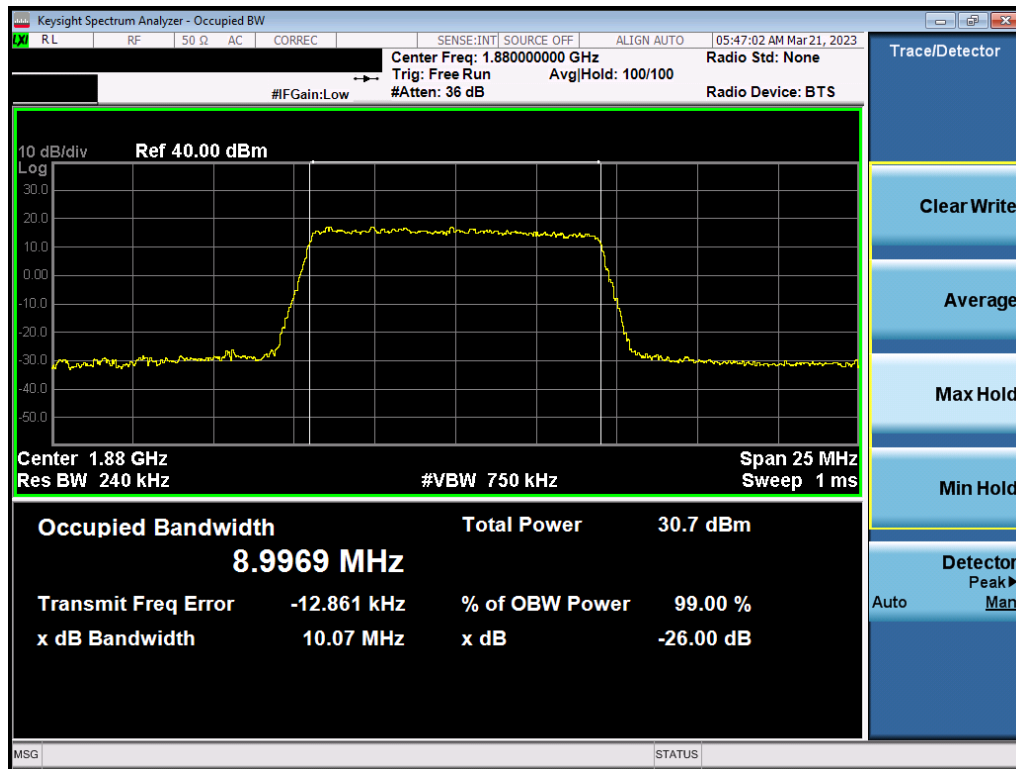 Keysight Spectrum Analyzer - Occupied BW
LXI RL RF 50 Ω AC CORREC SENSE:INT SOURCE OFF ALIGN AUTO 05:47:02 AM Mar 21, 2023
Center Freq: 1.880000000 GHz Radio Std: None
Trig: Free Run Avg|Hold: 100/100
#IFGain:Low #Atten: 36 dB Radio Device: BTS
10 dB/div Ref 40.00 dBm
Log
30.0
20.0
10.0
0.00
-10.0
-20.0
-30.0
-40.0
-50.0
Center 1.88 GHz Span 25 MHz
Res BW 240 kHz #VBW 750 kHz Sweep 1 ms
Occupied Bandwidth Total Power 30.7 dBm
8.9969 MHz
Transmit Freq Error -12.861 kHz % of OBW Power 99.00 %
x dB Bandwidth 10.07 MHz x dB -26.00 dB
MSG STATUS
Trace/Detector
Clear Write
Average
Max Hold
Min Hold
Detector
Peak▶
Auto Man